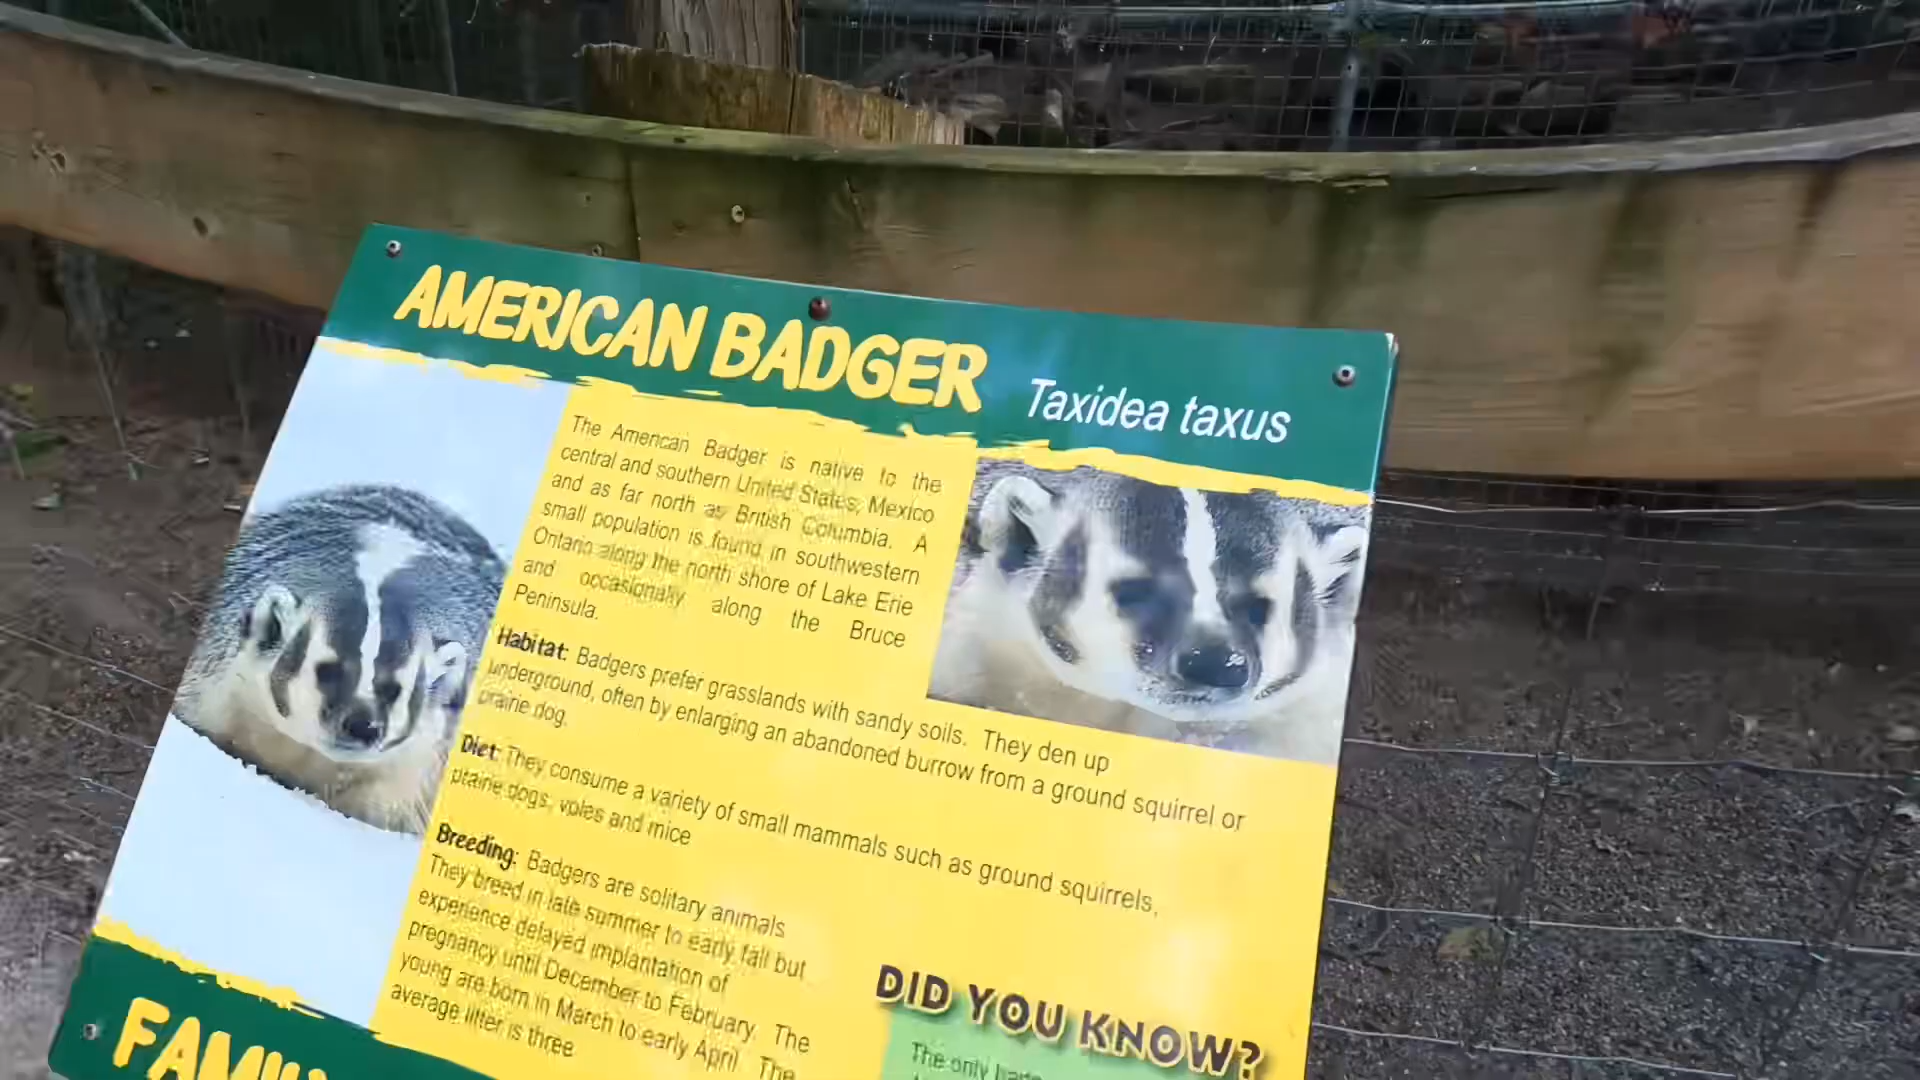 AMERICAN BADGER Taxidea taxus
The American Badger is native to the
central and southern United States, Mexico
and as far north as British Columbia. A
small population is found in southwestern
Ontario along the north shore of Lake Erie
and occasionally along the Bruce
Peninsula.
Habitat: Badgers prefer grasslands with sandy soils. They den up
underground, often by enlarging an abandoned burrow from a ground squirrel or
prairie dog.
Diet: They consume a variety of small mammals such as ground squirrels,
prairie dogs, voles and mice
Breeding: Badgers are solitary animals
They breed in late summer to early fall but
experience delayed implantation of
pregnancy until December to February. The
young are born in March to early April. The
average litter is three
DID YOU KNOW?
The only